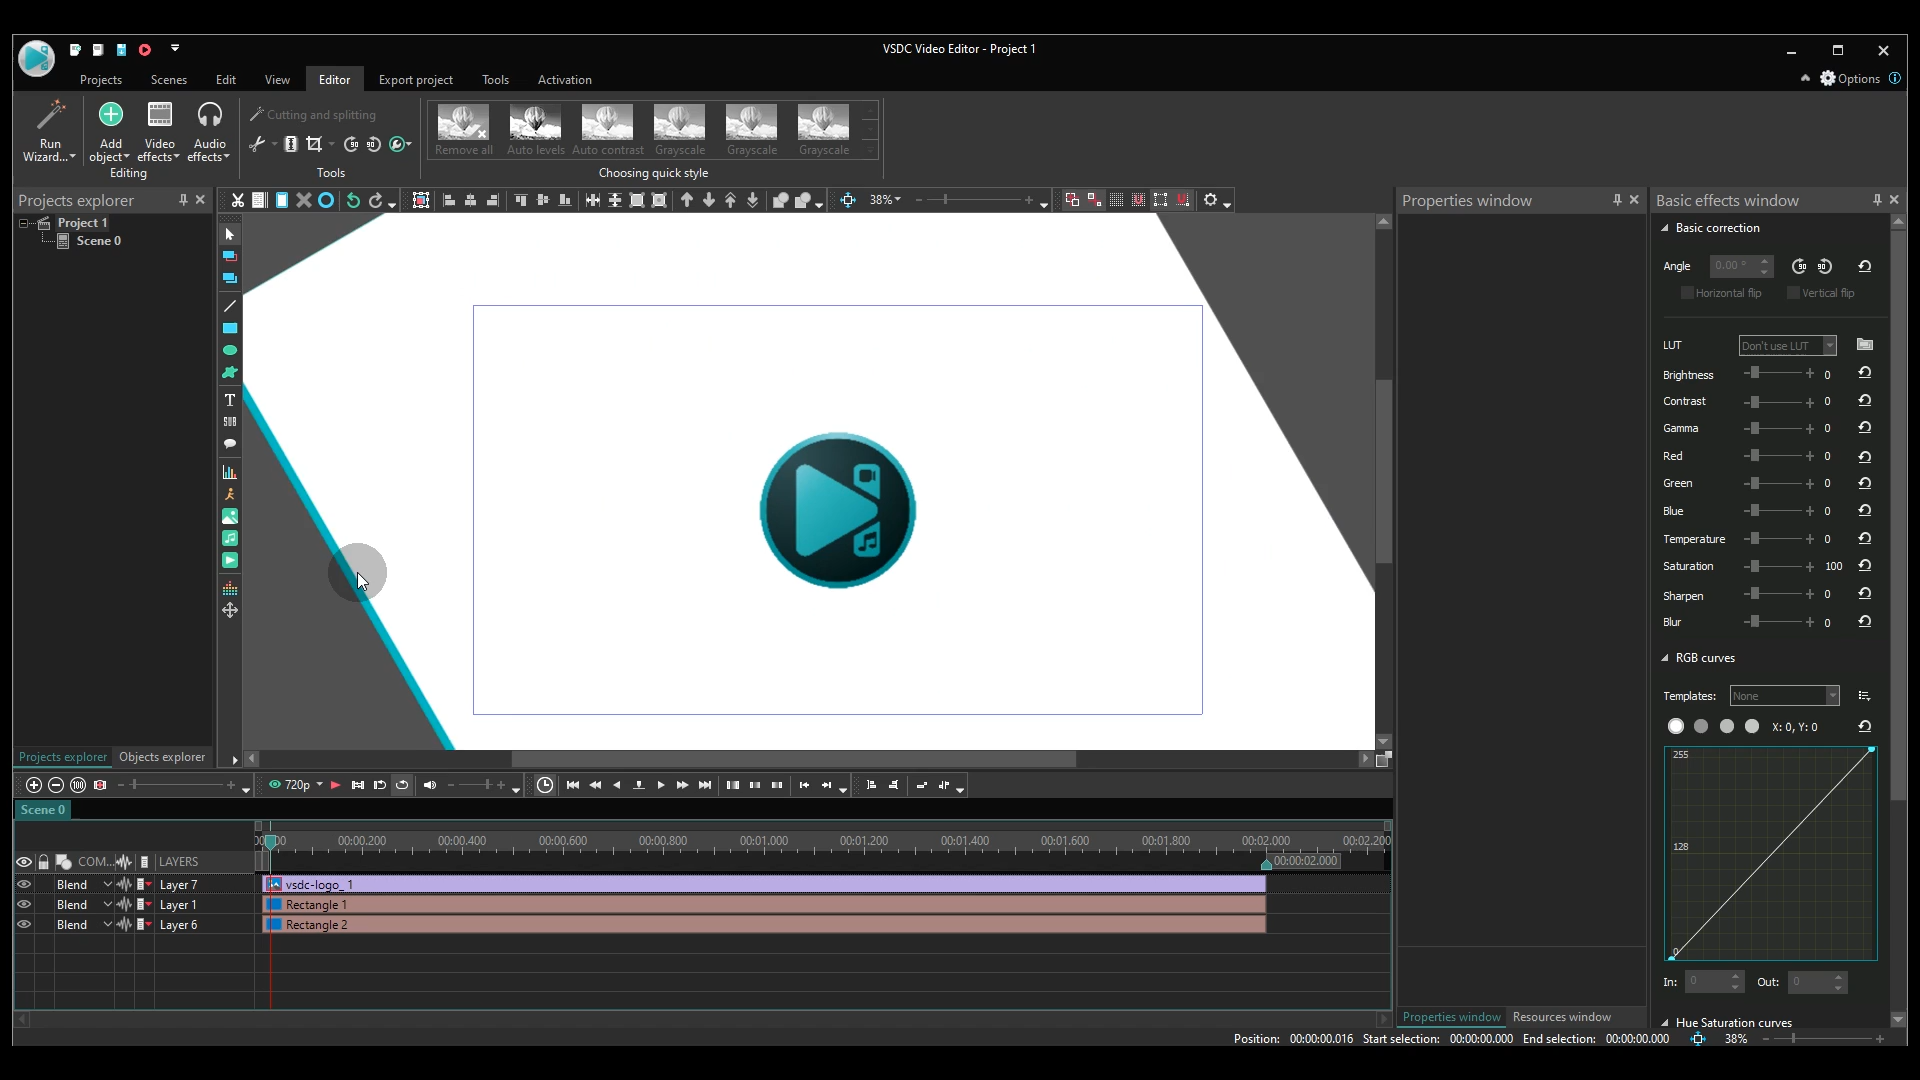 VSDC Video Editor - Project 1
Projects Scenes Edit View Editor Export project Tools Activation
Options
Run Wizard...
Add object
Video effects
Audio effects
Editing
Cutting and splitting
Tools
Remove all Auto levels Auto contrast Grayscale Grayscale Grayscale
Choosing quick style
Projects explorer
38%
Properties window
Basic effects window
Project 1
Scene 0
T
SUB
Basic correction
Angle 0.00 °
Horizontal flip Vertical flip
LUT Don't use LUT
Brightness 0
Contrast 0
Gamma 0
Red 0
Green 0
Blue 0
Temperature 0
Saturation 100
Sharpen 0
Blur 0
RGB curves
Templates: None
X: 0, Y: 0
255
128
0
In: 0 Out: 0
Hue Saturation curves
Projects explorer Objects explorer
720p
Scene 0
00:00.200 00:00.400 00:00.600 00:00.800 00:01.000 00:01.200 00:01.400 00:01.600 00:01.800 00:02.000 00:02.200
COM... LAYERS
00:00:02.000
Blend Layer 7 vsdc-logo_ 1
Blend Layer 1 Rectangle 1
Blend Layer 6 Rectangle 2
Properties window Resources window
Position: 00:00:00.016 Start selection: 00:00:00.000 End selection: 00:00:00.000 38%